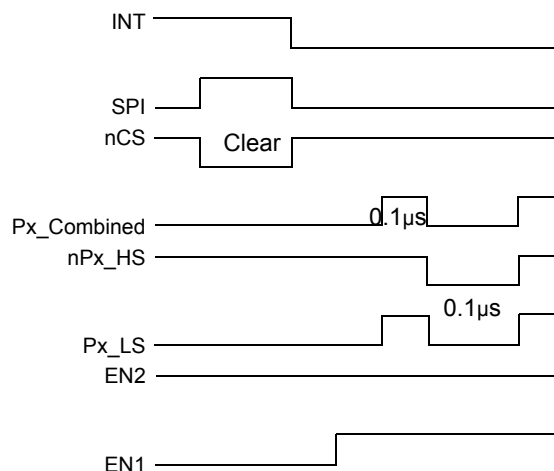 INT
SPI
nCS
Clear
Px_Combined
0.1µs
nPx_HS
0.1µs
Px_LS
EN2
EN1